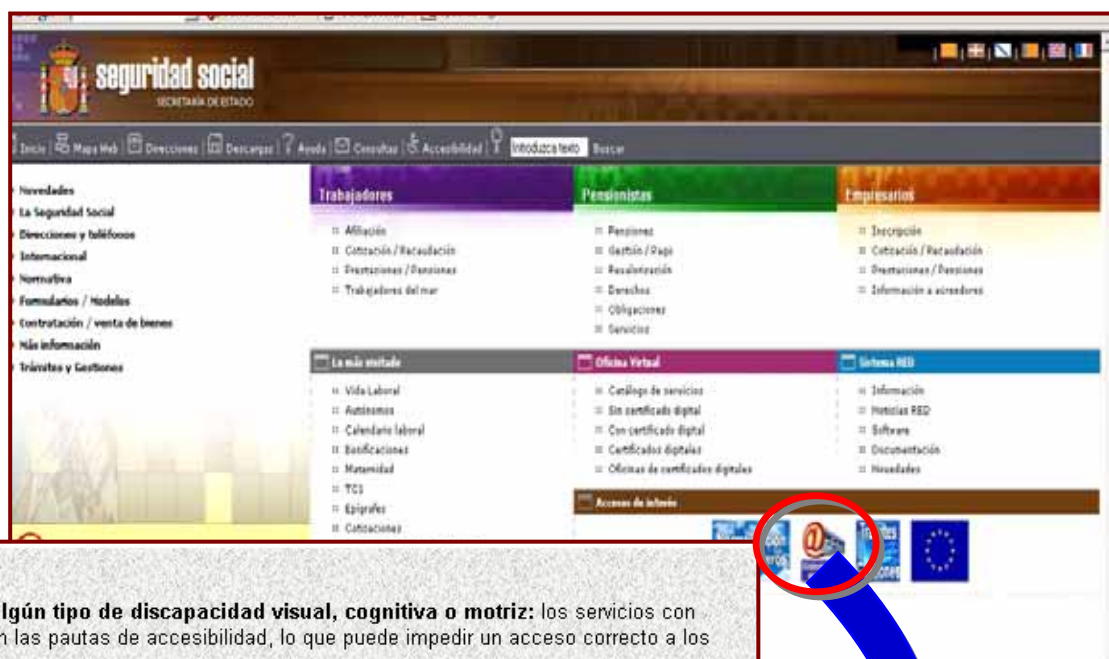 seguridad social
SECRETARÍA DE ESTADO
Inicio | Mapa Web | Direcciones | Descargas | Ayuda | Consultas | Accesibilidad | Introduzca texto Buscar
Novedades
La Seguridad Social
Direcciones y teléfonos
Internacional
Normativa
Formularios / Modelos
Contratación / venta de bienes
Más información
Trámites y Gestiones
Trabajadores
Afiliación
Cotización / Recaudación
Prestaciones / Pensiones
Trabajadores del mar
Pensionistas
Pensiones
Gestión / Pago
Revalorización
Derechos
Obligaciones
Servicios
Empresarios
Inscripción
Cotización / Recaudación
Prestaciones / Pensiones
Información a acreedores
Lo más visitado
Vida Laboral
Autónomos
Calendario laboral
Bonificaciones
Maternidad
TC1
Epígrafes
Cotizaciones
Oficina Virtual
Catálogo de servicios
Sin certificado digital
Con certificado digital
Certificados digitales
Oficinas de certificados digitales
Sistema RED
Información
Noticias RED
Software
Documentación
Novedades
Accesos de interés
lgún tipo de discapacidad visual, cognitiva o motriz: los servicios con
n las pautas de accesibilidad, lo que puede impedir un acceso correcto a los